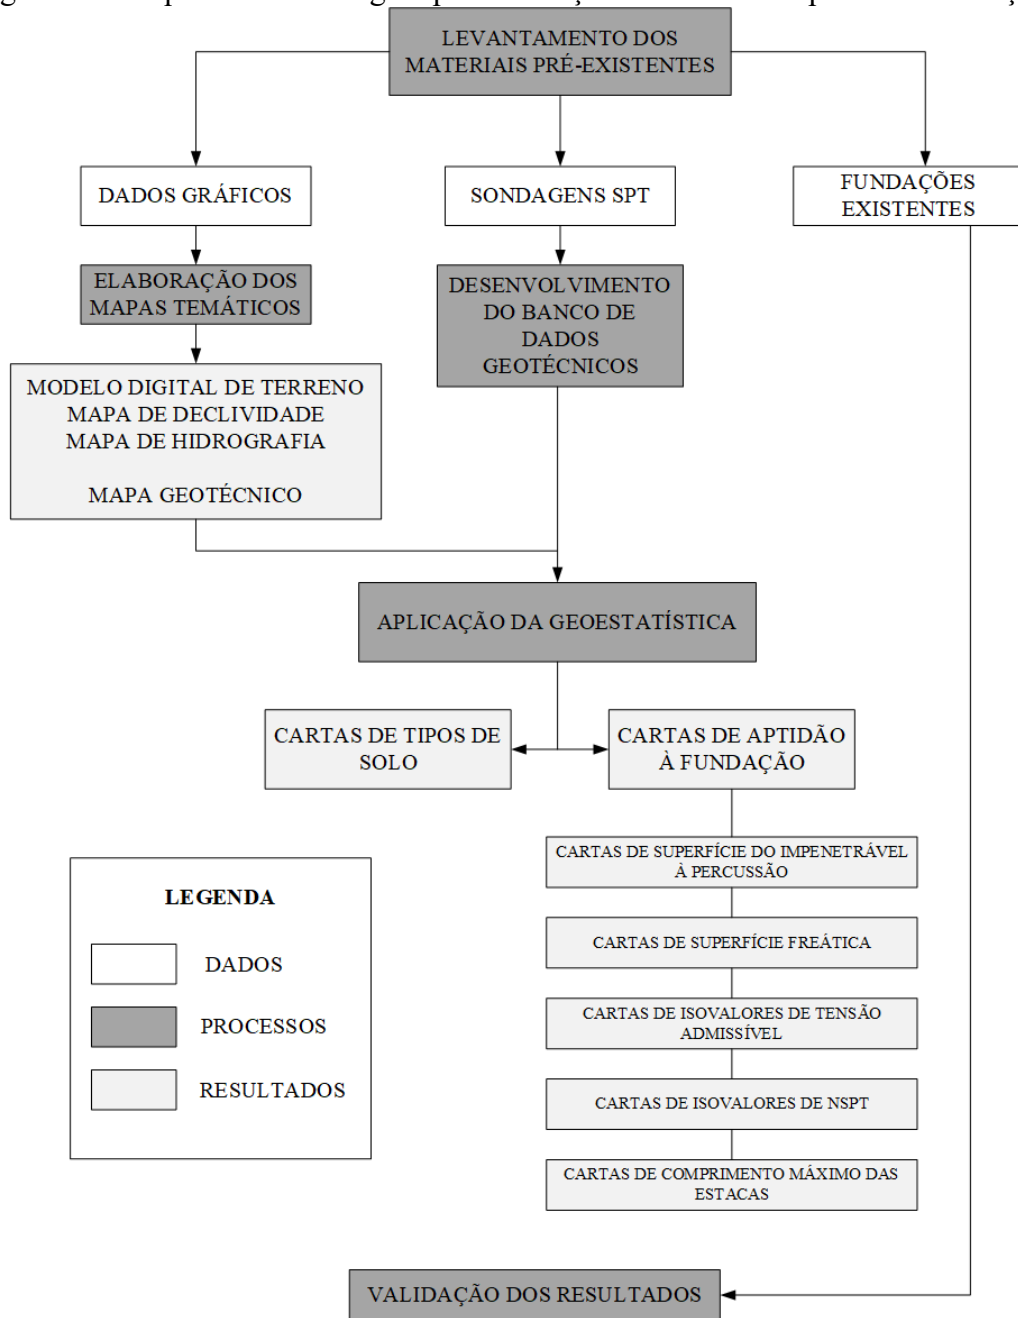 LEVANTAMENTO DOS
MATERIAIS PRÉ-EXISTENTES
DADOS GRÁFICOS
SONDAGENS SPT
FUNDAÇÕES
EXISTENTES
ELABORAÇÃO DOS
MAPAS TEMÁTICOS
DESENVOLVIMENTO
DO BANCO DE
DADOS
GEOTÉCNICOS
MODELO DIGITAL DE TERRENO
MAPA DE DECLIVIDADE
MAPA DE HIDROGRAFIA
MAPA GEOTÉCNICO
APLICAÇÃO DA GEOESTATÍSTICA
CARTAS DE TIPOS DE
SOLO
CARTAS DE APTIDÃO
À FUNDAÇÃO
CARTAS DE SUPERFÍCIE DO IMPENETRÁVEL
À PERCUSSÃO
CARTAS DE SUPERFÍCIE FREÁTICA
CARTAS DE ISOVALORES DE TENSÃO
ADMISSÍVEL
CARTAS DE ISOVALORES DE NSPT
CARTAS DE COMPRIMENTO MÁXIMO DAS
ESTACAS
LEGENDA
DADOS
PROCESSOS
RESULTADOS
VALIDAÇÃO DOS RESULTADOS